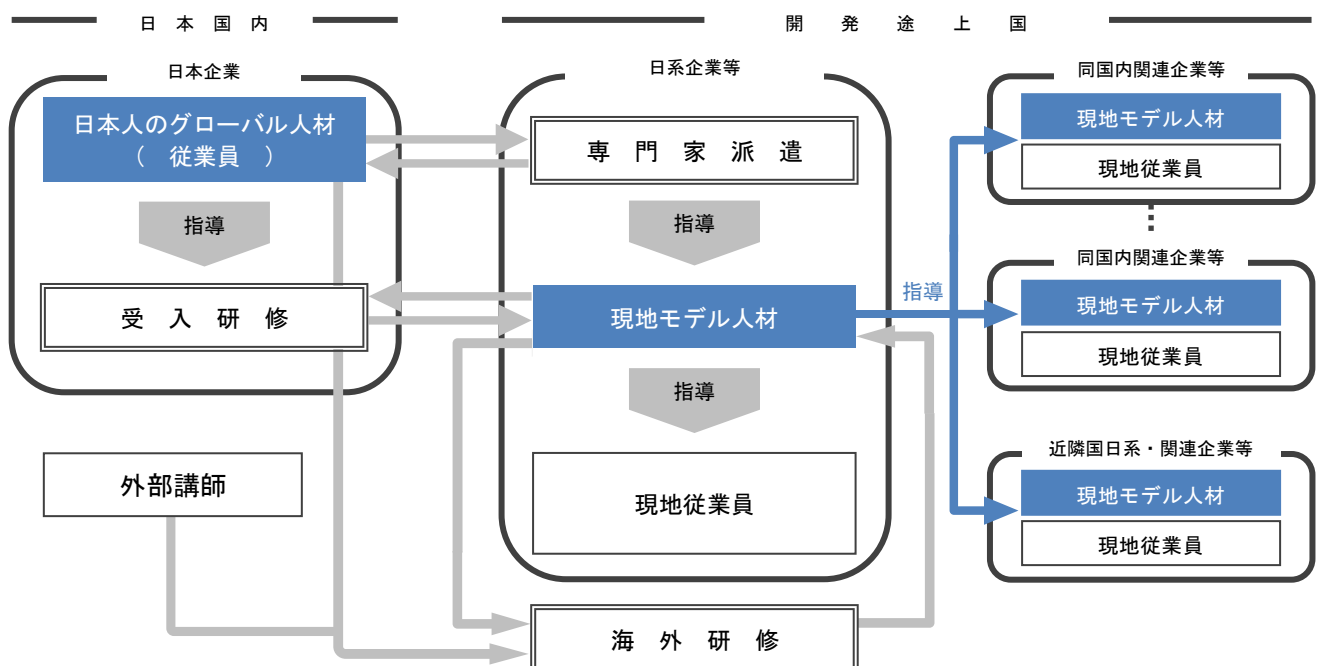 日本国内
開発途上国
日本企業
日本人のグローバル人材
（　従業員　）
指導
受入研修
外部講師
日系企業等
専門家派遣
指導
現地モデル人材
指導
現地従業員
海外研修
指導
同国内関連企業等
現地モデル人材
現地従業員
同国内関連企業等
現地モデル人材
現地従業員
近隣国日系・関連企業等
現地モデル人材
現地従業員